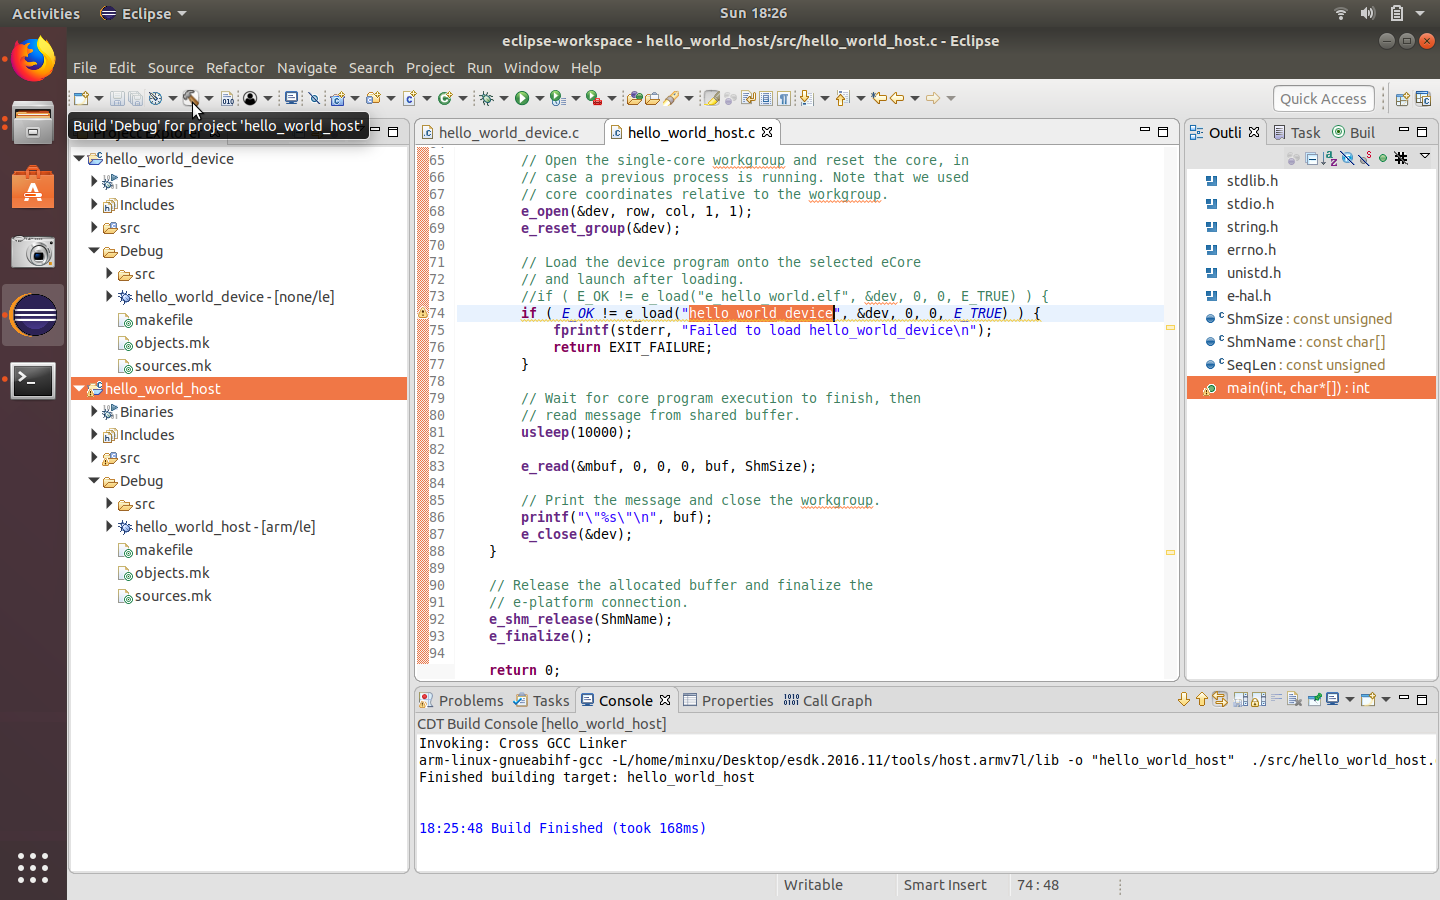 Activities
Eclipse
Sun 18:26
eclipse-workspace - hello_world_host/src/hello_world_host.c - Eclipse
File Edit Source Refactor Navigate Search Project Run Window Help
Quick Access
Build 'Debug' for project 'hello_world_host'
hello_world_device
Binaries
Includes
src
Debug
src
hello_world_device - [none/le]
makefile
objects.mk
sources.mk
hello_world_host
Binaries
Includes
src
Debug
src
hello_world_host - [arm/le]
makefile
objects.mk
sources.mk
hello_world_device.c
hello_world_host.c
65 // Open the single-core workgroup and reset the core, in
66 // case a previous process is running. Note that we used
67 // core coordinates relative to the workgroup.
68 e_open(&dev, row, col, 1, 1);
69 e_reset_group(&dev);
70
71 // Load the device program onto the selected eCore
72 // and launch after loading.
73 //if ( E_OK != e_load("e_hello_world.elf", &dev, 0, 0, E_TRUE) ) {
74 if ( E_OK != e_load("hello_world_device", &dev, 0, 0, E_TRUE) ) {
75 fprintf(stderr, "Failed to load hello_world_device\n");
76 return EXIT_FAILURE;
77 }
78
79 // Wait for core program execution to finish, then
80 // read message from shared buffer.
81 usleep(10000);
82
83 e_read(&mbuf, 0, 0, 0, buf, ShmSize);
84
85 // Print the message and close the workgroup.
86 printf("\"%s\"\n", buf);
87 e_close(&dev);
88 }
89
90 // Release the allocated buffer and finalize the
91 // e-platform connection.
92 e_shm_release(ShmName);
93 e_finalize();
94
return 0;
Outli
Task
Buil
stdlib.h
stdio.h
string.h
errno.h
unistd.h
e-hal.h
ShmSize : const unsigned
ShmName : const char[]
SeqLen : const unsigned
main(int, char*[]) : int
Problems
Tasks
Console
Properties
Call Graph
CDT Build Console [hello_world_host]
Invoking: Cross GCC Linker
arm-linux-gnueabihf-gcc -L/home/minxu/Desktop/esdk.2016.11/tools/host.armv7l/lib -o "hello_world_host" ./src/hello_world_host.
Finished building target: hello_world_host
18:25:48 Build Finished (took 168ms)
Writable
Smart Insert
74 : 48